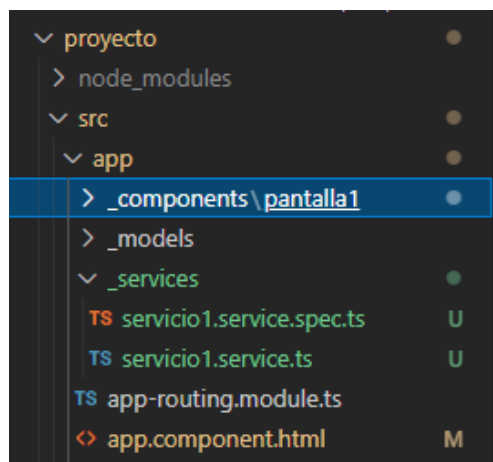 proyecto
node_modules
src
app
_components\pantalla1
_models
_services
TS servicio1.service.spec.ts U
TS servicio1.service.ts U
TS app-routing.module.ts
<> app.component.html M